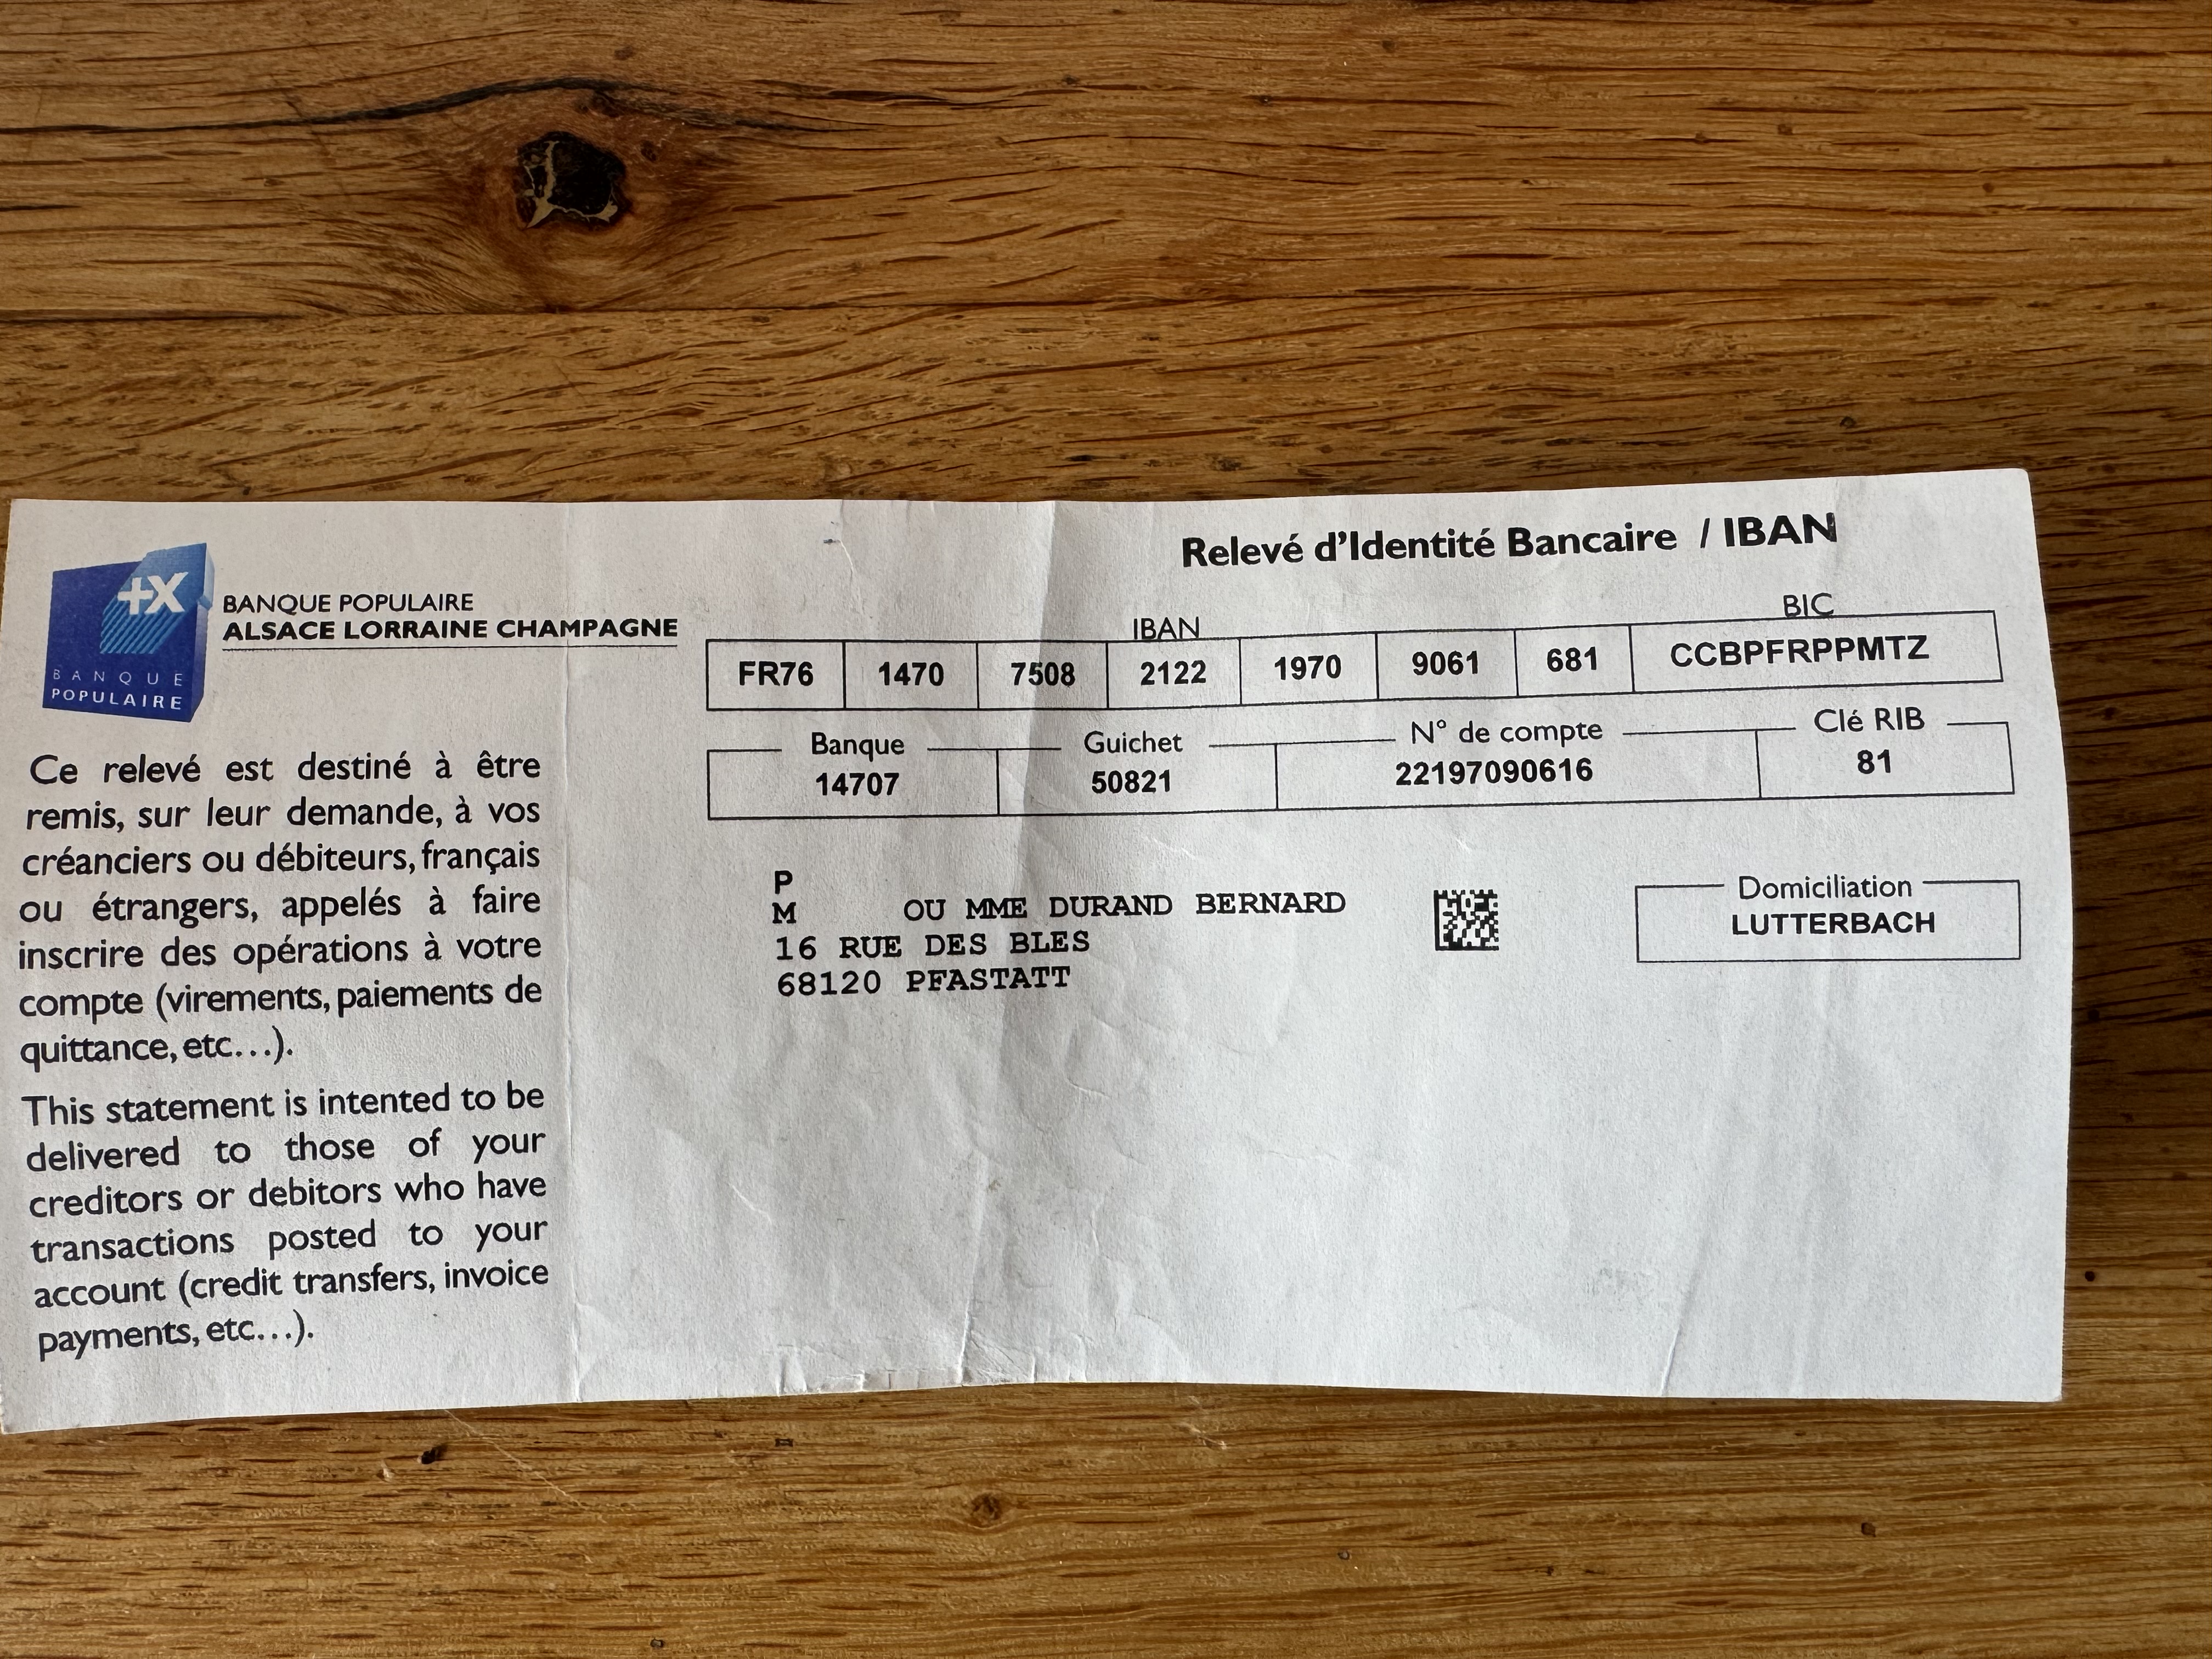 Relevé d'Identité Bancaire / IBAN
+X
BANQUE
POPULAIRE
BANQUE POPULAIRE
ALSACE LORRAINE CHAMPAGNE
IBAN BIC
FR76 1470 7508 2122 1970 9061 681 CCBPFRPPMTZ
Banque Guichet N° de compte Clé RIB
14707 50821 22197090616 81
P
M OU MME DURAND BERNARD
16 RUE DES BLES
68120 PFASTATT
Domiciliation
LUTTERBACH
Ce relevé est destiné à être
remis, sur leur demande, à vos
créanciers ou débiteurs, français
ou étrangers, appelés à faire
inscrire des opérations à votre
compte (virements, paiements de
quittance, etc...).
This statement is intented to be
delivered to those of your
creditors or debitors who have
transactions posted to your
account (credit transfers, invoice
payments, etc...).